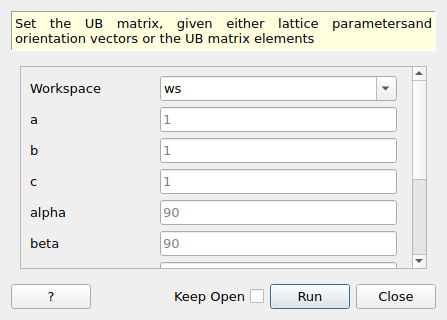 Set the UB matrix, given either lattice parametersand
orientation vectors or the UB matrix elements
Workspace ws
a 1
b 1
c 1
alpha 90
beta 90
? Keep Open Run Close